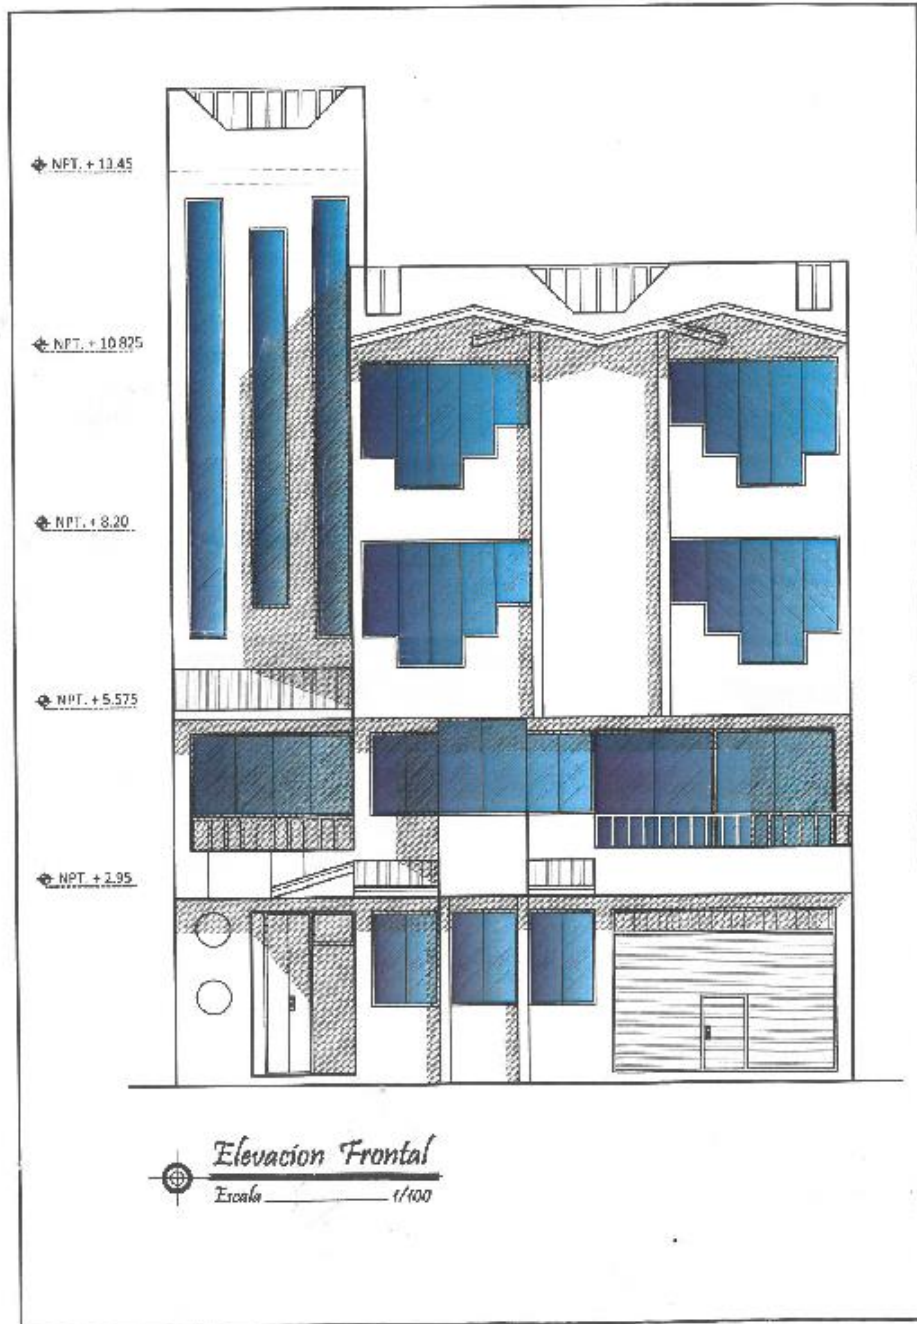 NPT. + 13.45
NPT. + 10.825
NPT. + 8.20
NPT. + 5.575
NPT. + 2.95
Elevacion Frontal
Escala ____________ 1/100